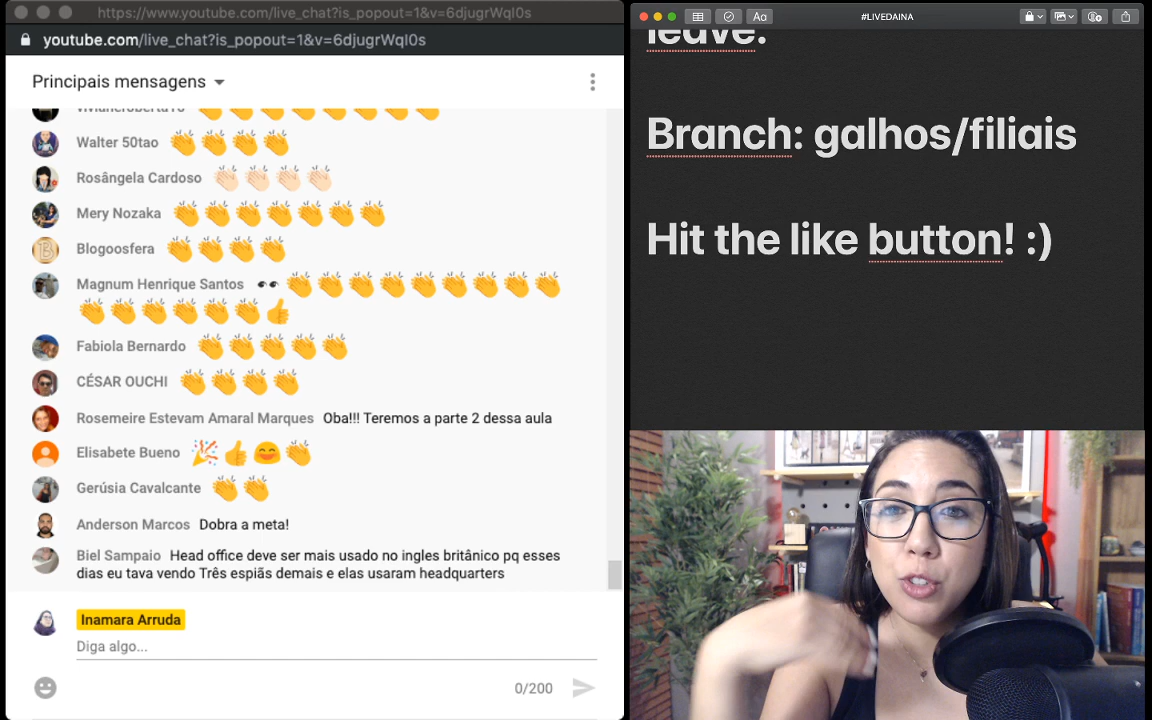 https://www.youtube.com/live_chat?is_popout=1&v=6djugrWqI0s
youtube.com/live_chat?is_popout=1&v=6djugrWqI0s
Principais mensagens
Walter 50tao
Rosângela Cardoso
Mery Nozaka
Blogoosfera
Magnum Henrique Santos
Fabiola Bernardo
CÉSAR OUCHI
Rosemeire Estevam Amaral Marques Oba!!! Teremos a parte 2 dessa aula
Elisabete Bueno
Gerúsia Cavalcante
Anderson Marcos Dobra a meta!
Biel Sampaio Head office deve ser mais usado no ingles britânico pq esses
dias eu tava vendo Três espiãs demais e elas usaram headquarters
Inamara Arruda
Diga algo...
0/200
#LIVEDAINA
Aa
leave.
Branch: galhos/filiais
Hit the like button! :)